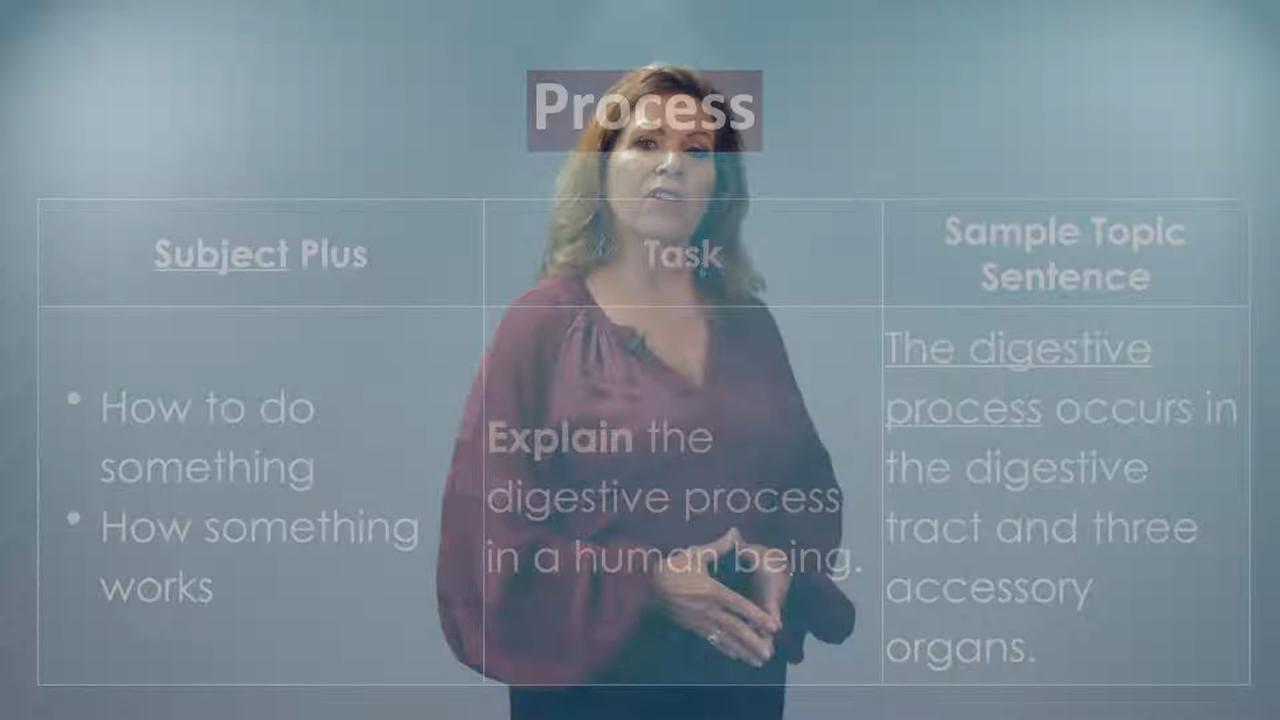 Process
Subject Plus
Task
Sample Topic
Sentence
• How to do
something
• How something
works
Explain the
digestive process
in a human being.
The digestive
process occurs in
the digestive
tract and three
accessory
organs.